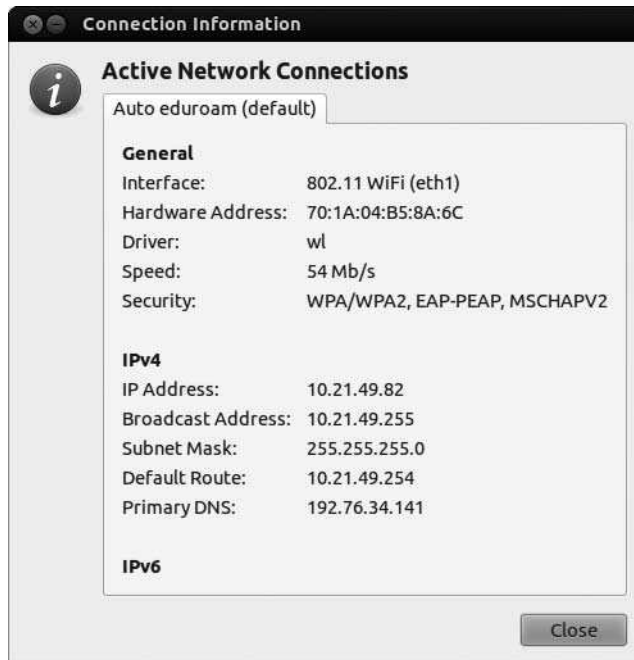 Connection Information
Active Network Connections
Auto eduroam (default)
General
Interface: 802.11 WiFi (eth1)
Hardware Address: 70:1A:04:B5:8A:6C
Driver: wl
Speed: 54 Mb/s
Security: WPA/WPA2, EAP-PEAP, MSCHAPV2
IPv4
IP Address: 10.21.49.82
Broadcast Address: 10.21.49.255
Subnet Mask: 255.255.255.0
Default Route: 10.21.49.254
Primary DNS: 192.76.34.141
IPv6
Close